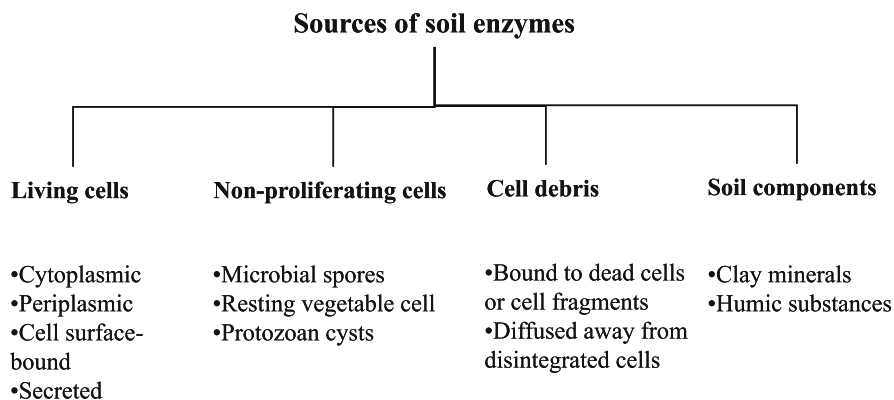 Sources of soil enzymes
Living cells
•Cytoplasmic
•Periplasmic
•Cell surface-
bound
•Secreted
Non-proliferating cells
•Microbial spores
•Resting vegetable cell
•Protozoan cysts
Cell debris
•Bound to dead cells
or cell fragments
•Diffused away from
disintegrated cells
Soil components
•Clay minerals
•Humic substances